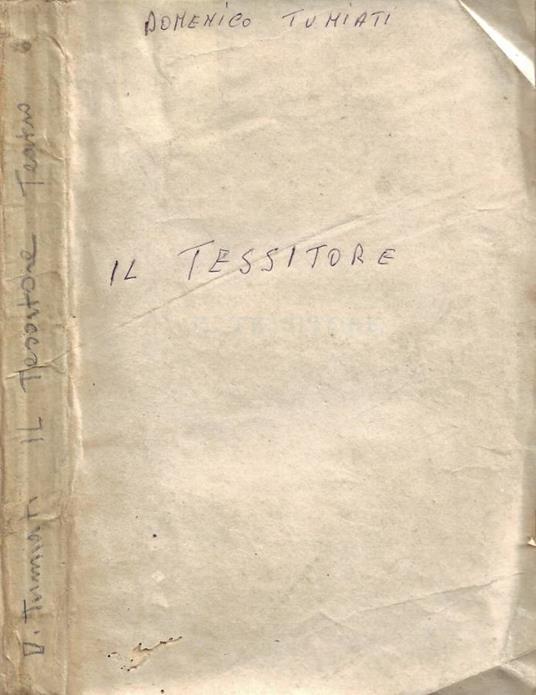 DOMENICO TUMIATI
IL TESSITORE
D. Tumiati Il Tessitore - Teatro